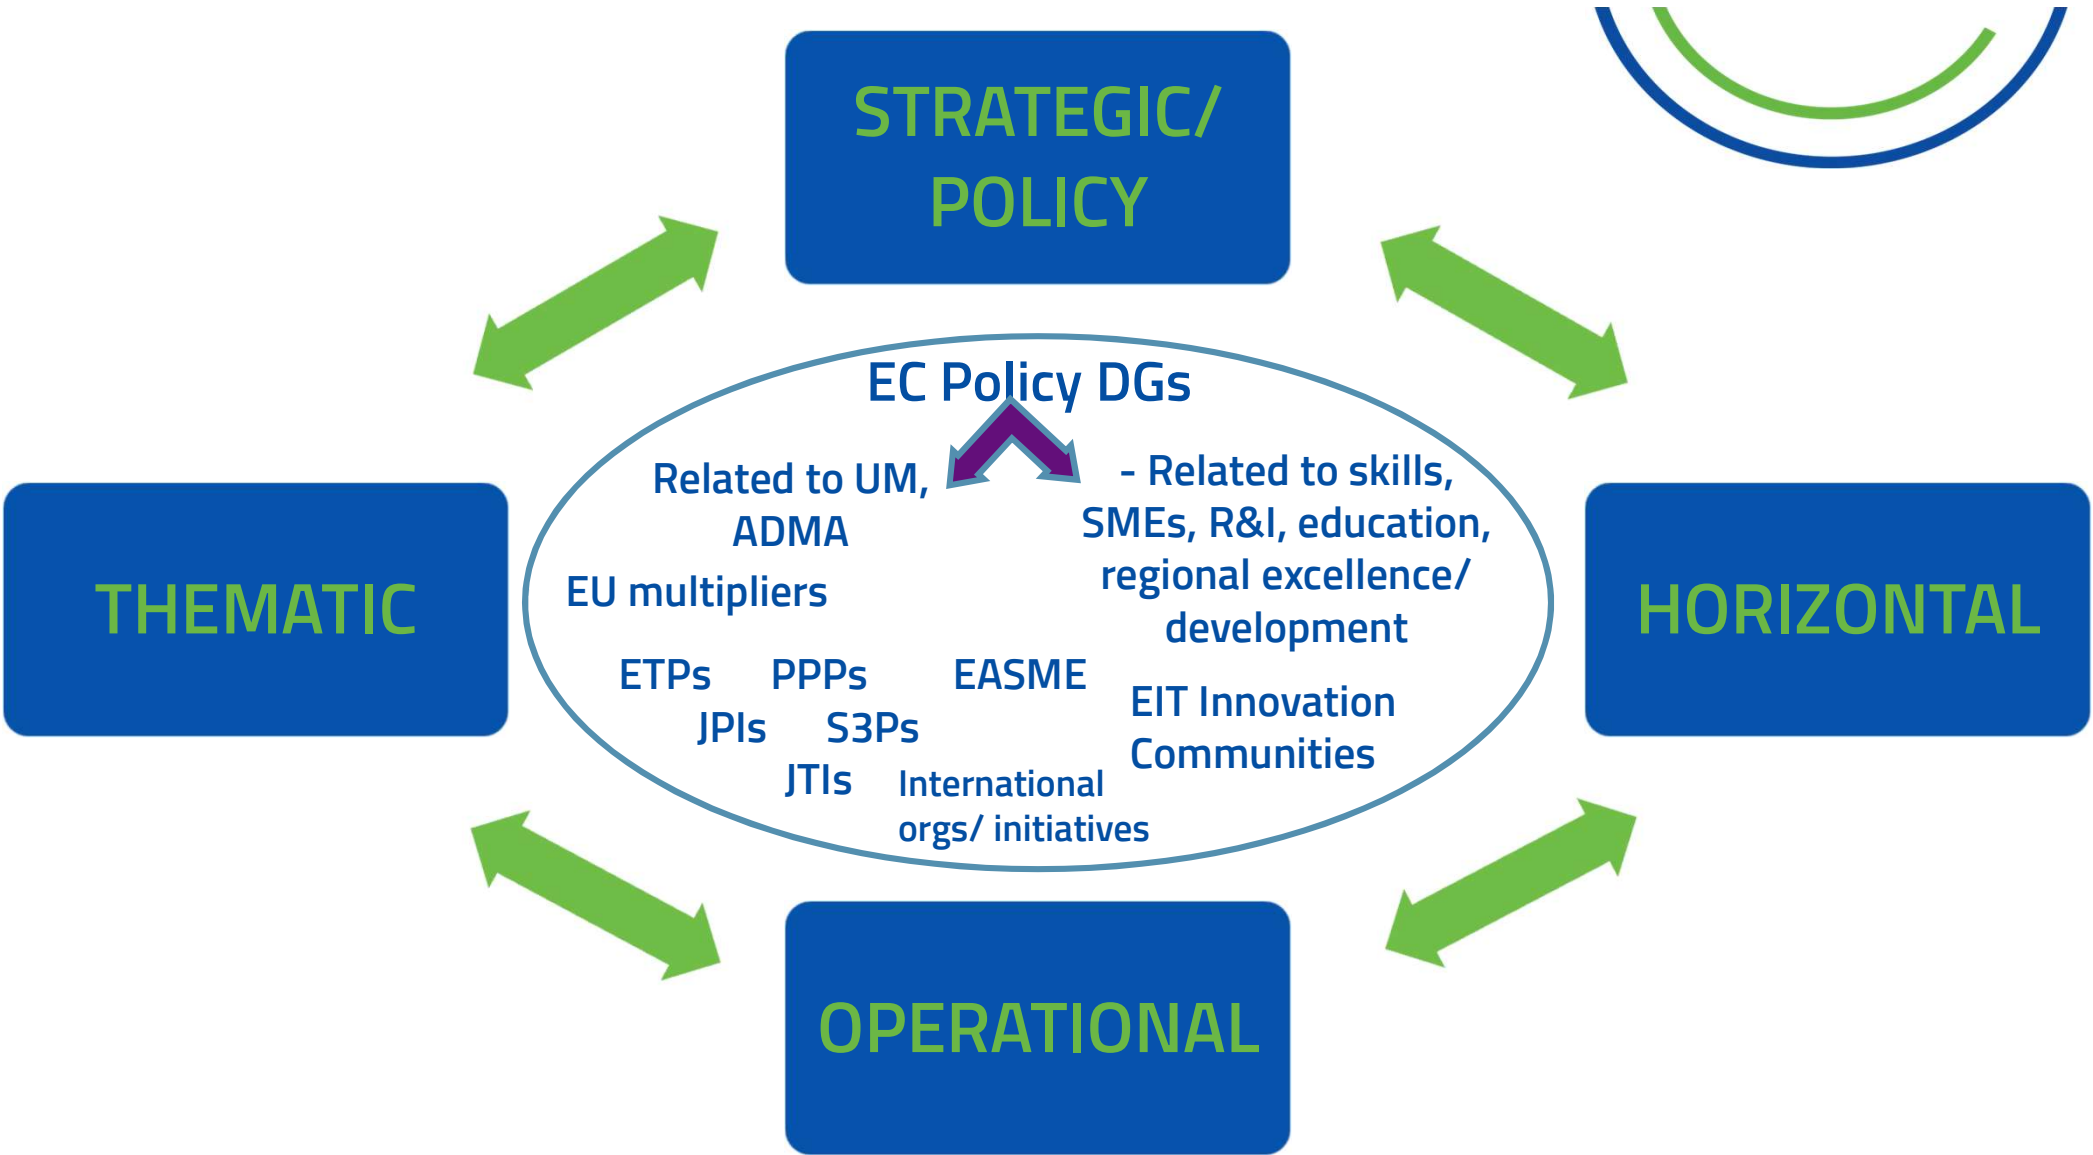 STRATEGIC/
POLICY
EC Policy DGs
Related to UM,
ADMA
- Related to skills,
SMEs, R&I, education,
regional excellence/
development
EU multipliers
THEMATIC
HORIZONTAL
ETPs PPPs EASME
JPIs S3Ps
JTIs
EIT Innovation
Communities
International
orgs/ initiatives
OPERATIONAL